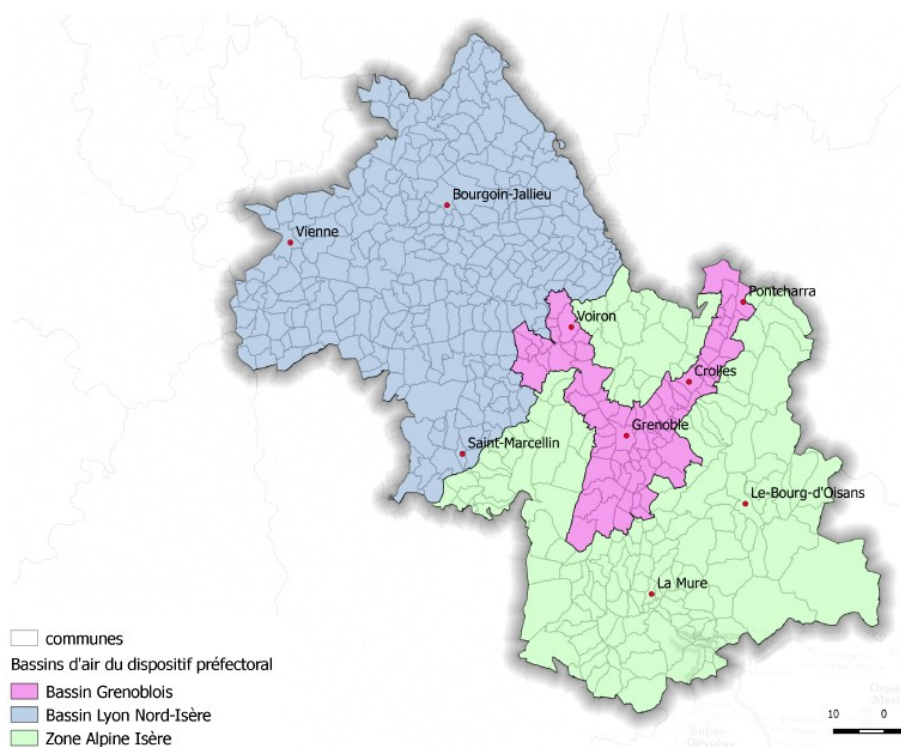 Bourgoin-Jallieu
Vienne
Pontcharra
Voiron
Crolles
Grenoble
Saint-Marcellin
Le-Bourg-d'Oisans
La Mure
communes
Bassins d'air du dispositif préfectoral
Bassin Grenoblois
Bassin Lyon Nord-Isère
Zone Alpine Isère
10 0